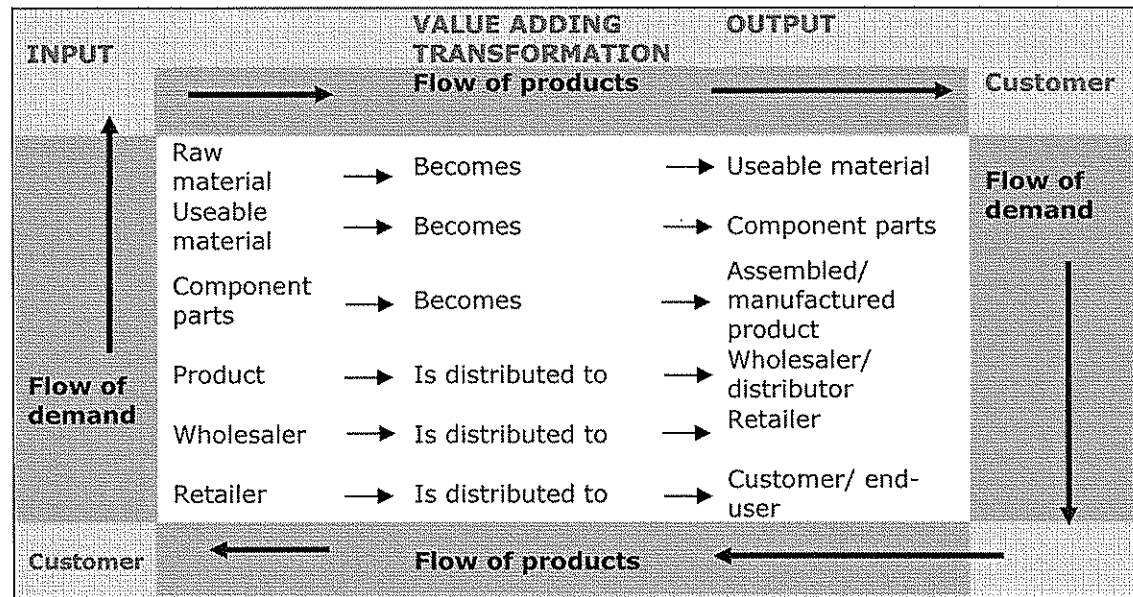 INPUT
VALUE ADDING
TRANSFORMATION
OUTPUT
Flow of products
Customer
Raw
material
Becomes
Useable material
Flow of
demand
Useable
material
Becomes
Component parts
Component
parts
Becomes
Assembled/
manufactured
product
Flow of
demand
Product
Is distributed to
Wholesaler/
distributor
Wholesaler
Is distributed to
Retailer
Retailer
Is distributed to
Customer/ end-
user
Customer
Flow of products